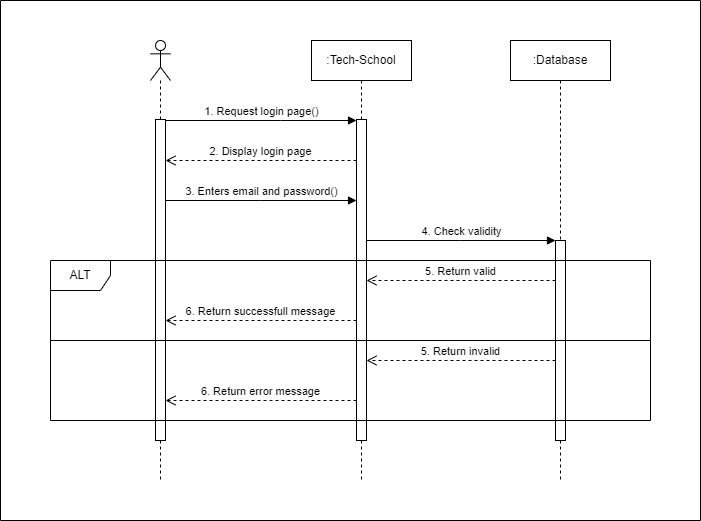 :Tech-School
:Database
1. Request login page()
2. Display login page
3. Enters email and password()
4. Check validity
ALT
5. Return valid
6. Return successfull message
5. Return invalid
6. Return error message